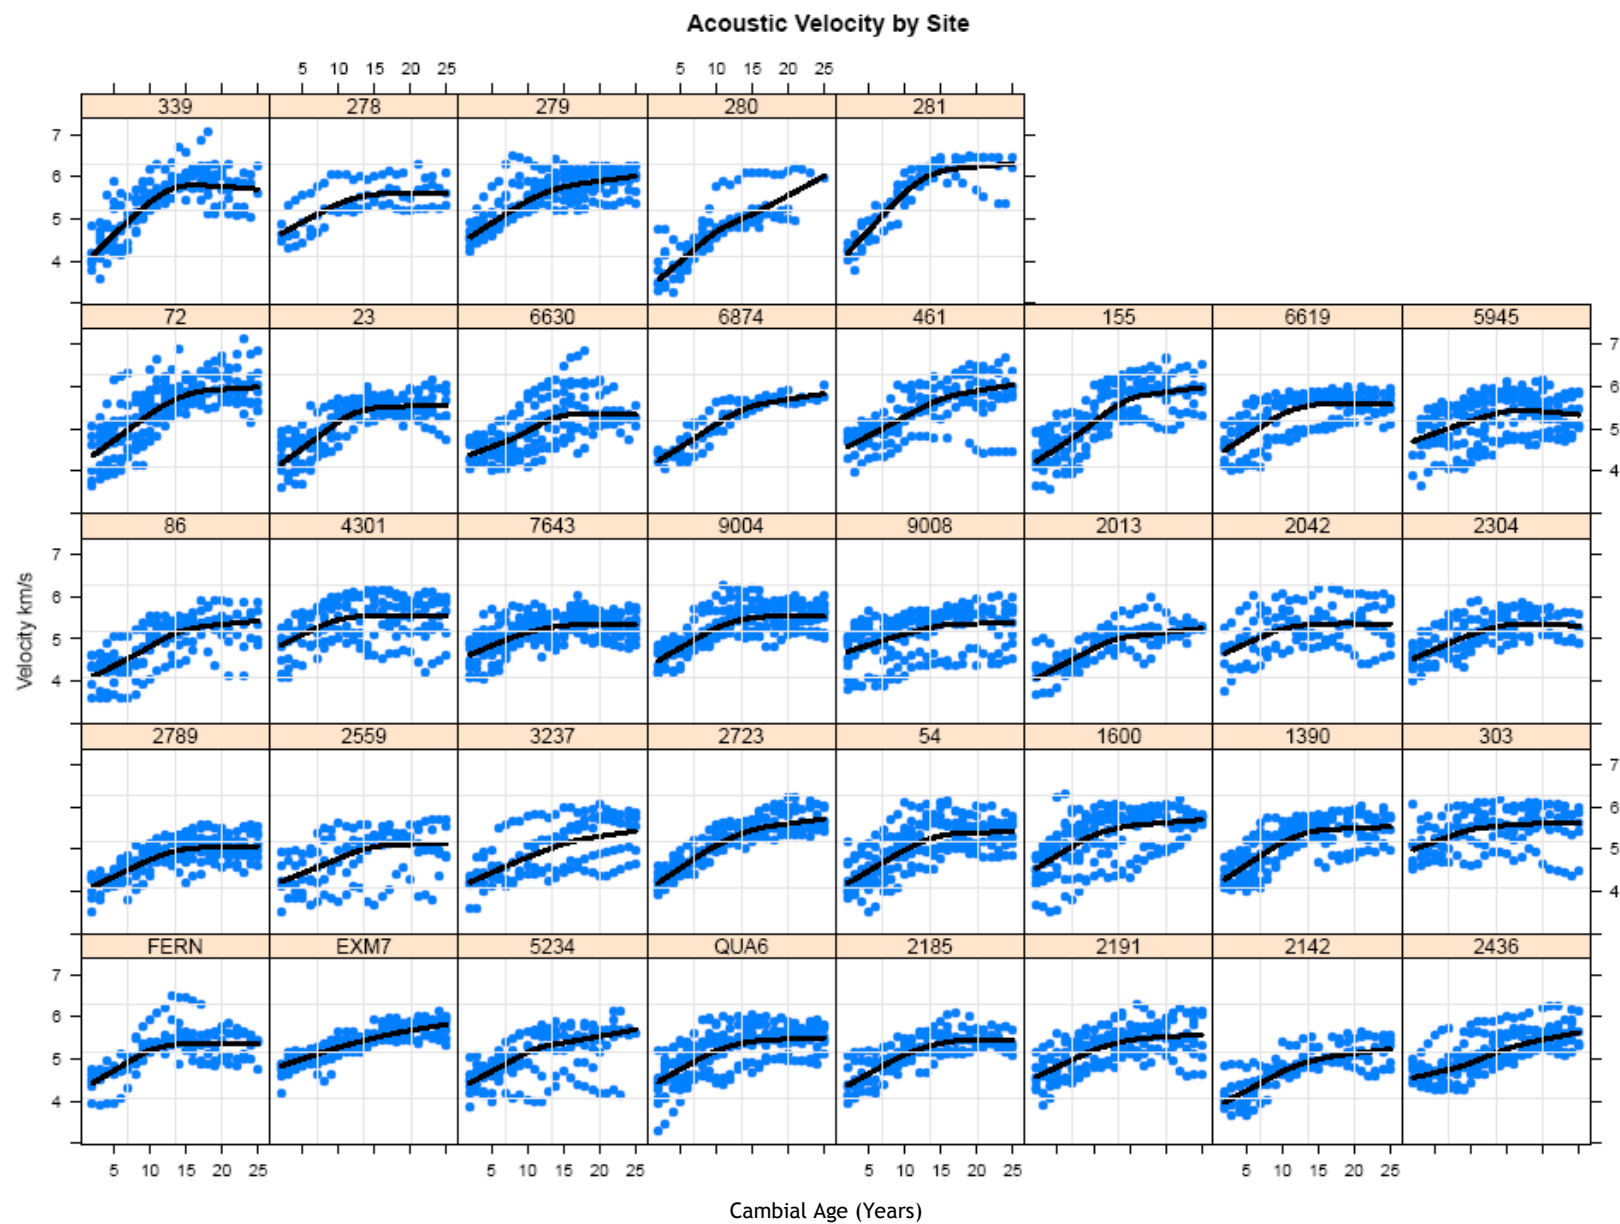 Acoustic Velocity by Site
5 10 15 20 25 5 10 15 20 25
339 278 279 280 281
7
6
5
4
72 23 6630 6874 461 155 6619 5945
7
6
5
4
86 4301 7643 9004 9008 2013 2042 2304
7
6
5
4
Velocity km/s
2789 2559 3237 2723 54 1600 1390 303
7
6
5
4
FERN EXM7 5234 QUA6 2185 2191 2142 2436
7
6
5
4
5 10 15 20 25 5 10 15 20 25 5 10 15 20 25 5 10 15 20 25
Cambial Age (Years)